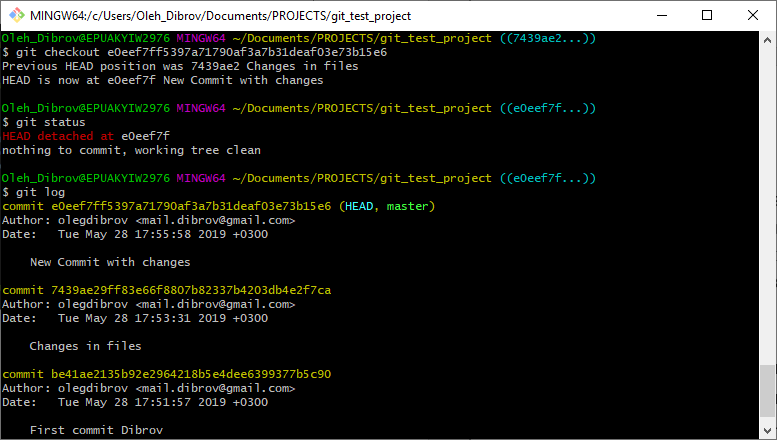 MINGW64:/c/Users/Oleh_Dibrov/Documents/PROJECTS/git_test_project
Oleh_Dibrov@EPUAKYIW2976 MINGW64 ~/Documents/PROJECTS/git_test_project ((7439ae2...))
$ git checkout e0eef7ff5397a71790af3a7b31deaf03e73b15e6
Previous HEAD position was 7439ae2 Changes in files
HEAD is now at e0eef7f New Commit with changes
Oleh_Dibrov@EPUAKYIW2976 MINGW64 ~/Documents/PROJECTS/git_test_project ((e0eef7f...))
$ git status
HEAD detached at e0eef7f
nothing to commit, working tree clean
Oleh_Dibrov@EPUAKYIW2976 MINGW64 ~/Documents/PROJECTS/git_test_project ((e0eef7f...))
$ git log
commit e0eef7ff5397a71790af3a7b31deaf03e73b15e6 (HEAD, master)
Author: olegdibrov <mail.dibrov@gmail.com>
Date:   Tue May 28 17:55:58 2019 +0300
New Commit with changes
commit 7439ae29ff83e66f8807b82337b4203db4e2f7ca
Author: olegdibrov <mail.dibrov@gmail.com>
Date:   Tue May 28 17:53:31 2019 +0300
Changes in files
commit be41ae2135b92e2964218b5e4dee6399377b5c90
Author: olegdibrov <mail.dibrov@gmail.com>
Date:   Tue May 28 17:51:57 2019 +0300
First commit Dibrov